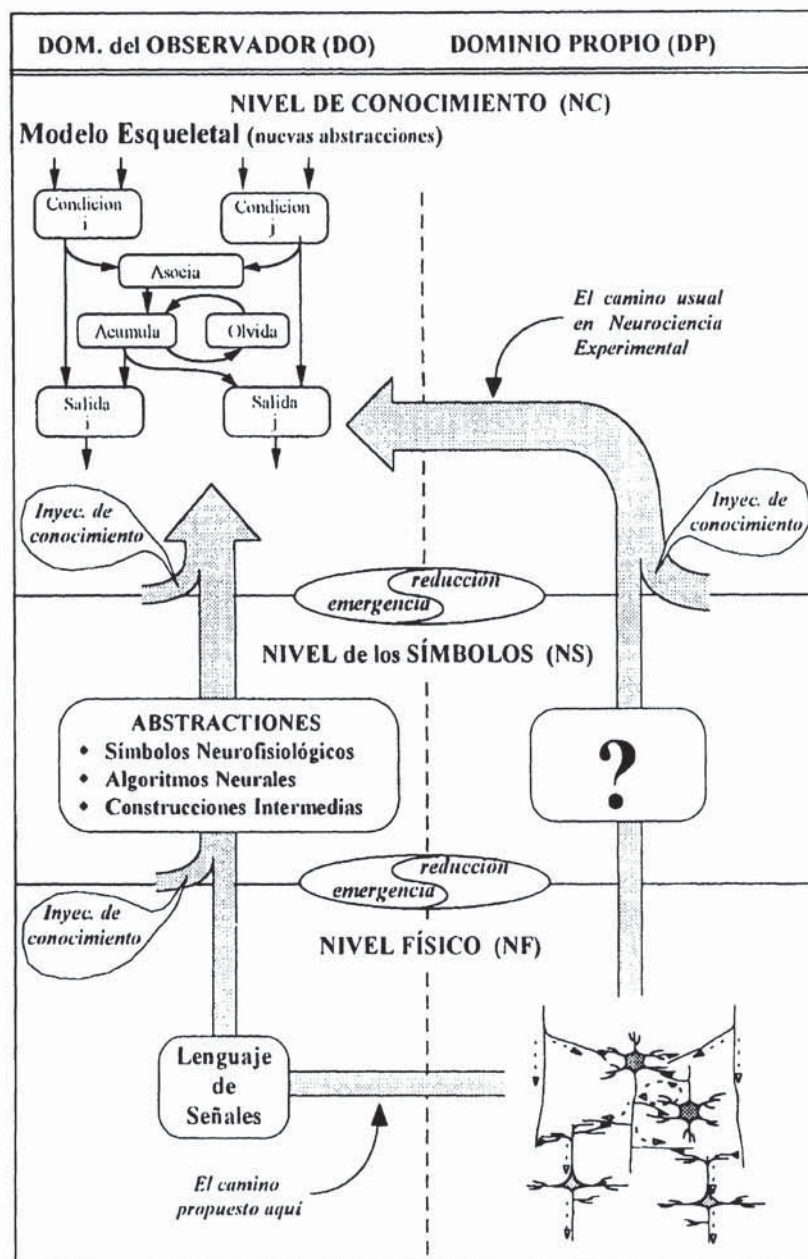 DOM. del OBSERVADOR (DO)
DOMINIO PROPIO (DP)
NIVEL DE CONOCIMIENTO (NC)
Modelo Esqueletal (nuevas abstracciones)
Condicion
i
Condicion
j
Asocia
Acumula
Olvida
Salida
i
Salida
j
El camino usual
en Neurociencia
Experimental
Inyec. de
conocimiento
Inyec. de
conocimiento
reducción
emergencia
NIVEL de los SÍMBOLOS (NS)
ABSTRACTIONES
• Símbolos Neurofisiológicos
• Algoritmos Neurales
• Construcciones Intermedias
?
reducción
emergencia
Inyec. de
conocimiento
NIVEL FÍSICO (NF)
Lenguaje
de
Señales
El camino
propuesto aquí